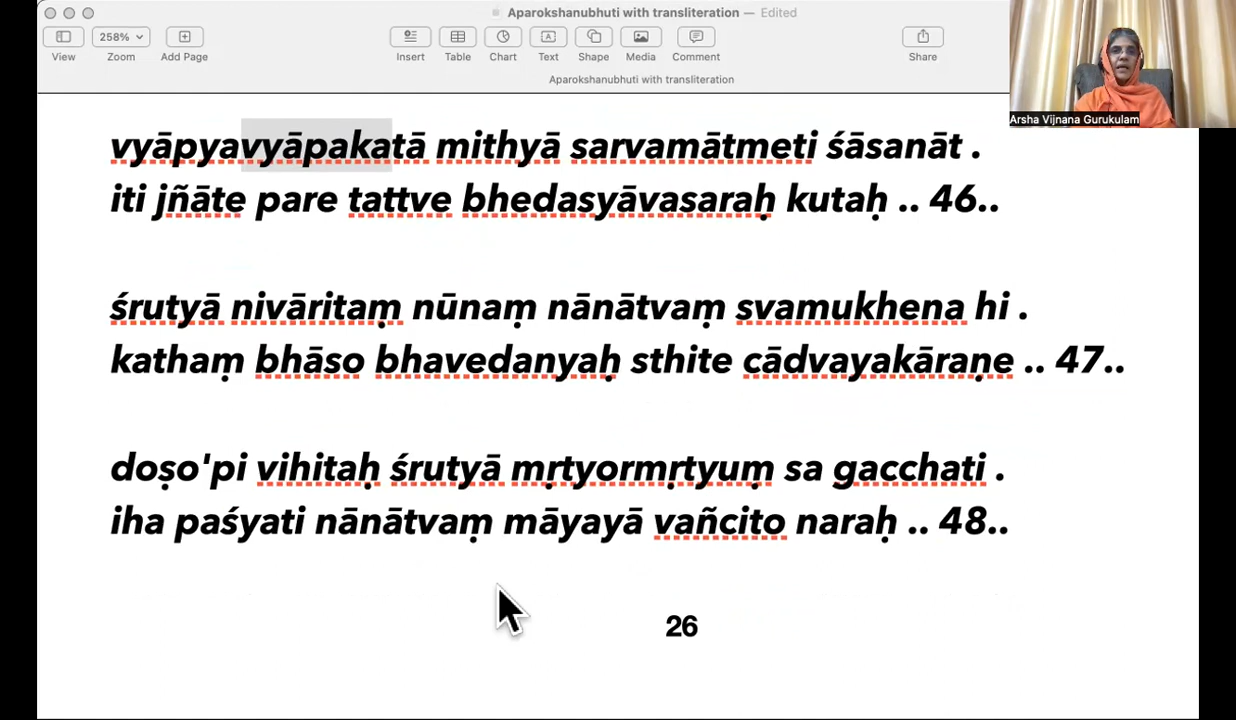 Aparokshanubhuti with transliteration — Edited
258%
View
Zoom
Add Page
Insert
Table
Chart
Text
Shape
Media
Comment
Share
Aparokshanubhuti with transliteration
Arsha Vijnana Gurukulam
vyāpyavyāpakatā mithyā sarvamātmeti śāsanāt .
iti jñāte pare tattve bhedasyāvasaraḥ kutaḥ .. 46..
śrutyā nivāritaṃ nūnaṃ nānātvaṃ svamukhena hi .
kathaṃ bhāso bhavedanyaḥ sthite cādvayakāraṇe .. 47..
doṣo'pi vihitaḥ śrutyā mṛtyormṛtyuṃ sa gacchati .
iha paśyati nānātvaṃ māyayā vañcito naraḥ .. 48..
26